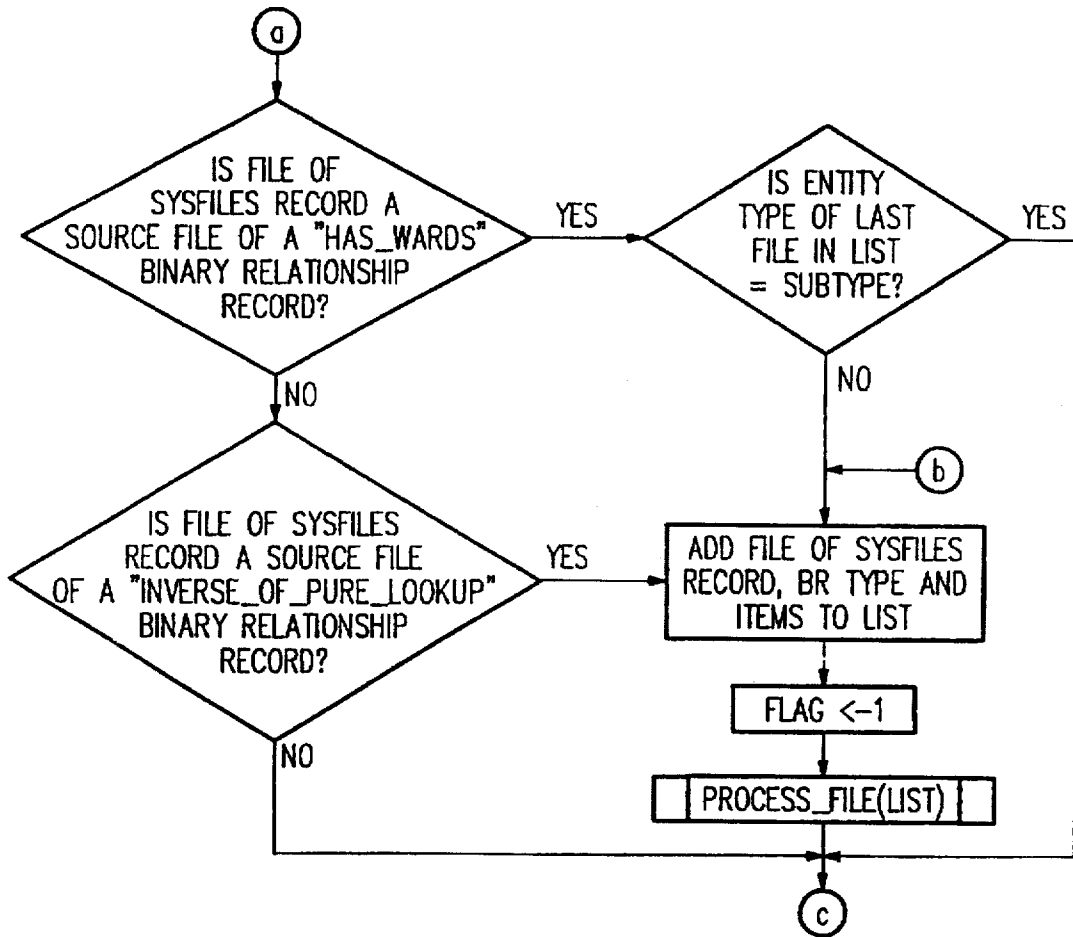 a
IS FILE OF
SYSFILES RECORD A
SOURCE FILE OF A "HAS_WARDS"
BINARY RELATIONSHIP
RECORD?
YES
IS ENTITY
TYPE OF LAST
FILE IN LIST
= SUBTYPE?
YES
NO
NO
b
IS FILE OF SYSFILES
RECORD A SOURCE FILE
OF A "INVERSE_OF_PURE_LOOKUP"
BINARY RELATIONSHIP
RECORD?
YES
ADD FILE OF SYSFILES
RECORD, BR TYPE AND
ITEMS TO LIST
FLAG <-1
NO
PROCESS_FILE(LIST)
c